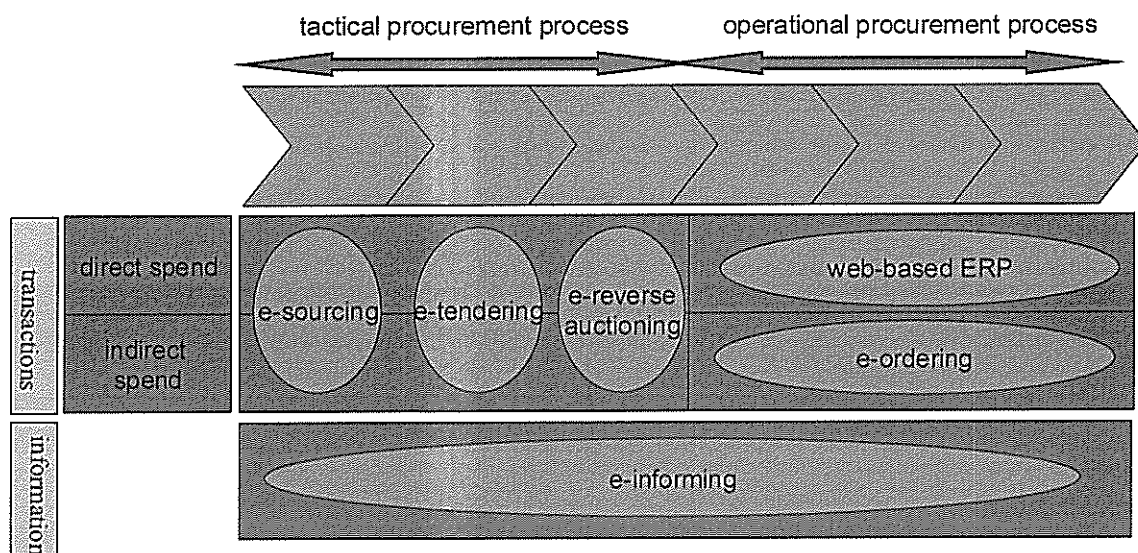 tactical procurement process
operational procurement process
transactions
direct spend
indirect
spend
e-sourcing
e-tendering
e-reverse
auctioning
web-based ERP
e-ordering
information
e-informing